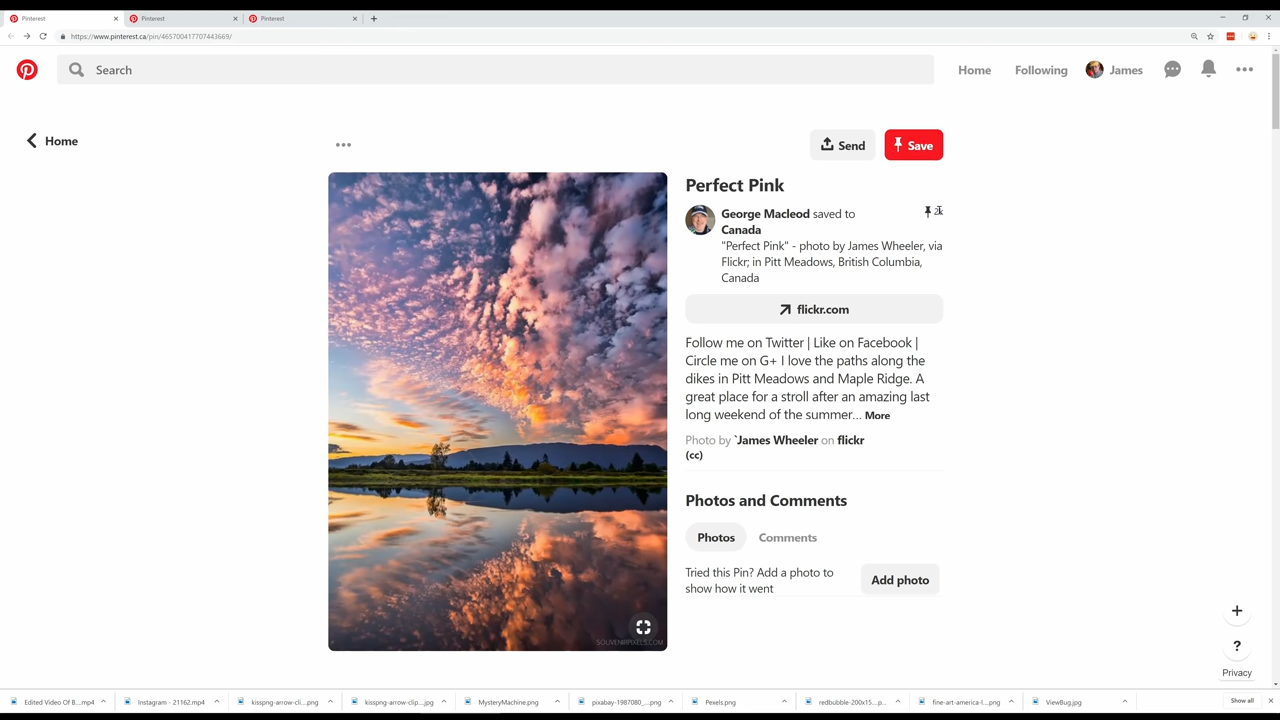 Pinterest
Pinterest
Pinterest
https://www.pinterest.ca/pin/465700417707443669/
Search
Home
Following
James
Home
Send
Save
Perfect Pink
George Macleod saved to
Canada
"Perfect Pink" - photo by James Wheeler, via
Flickr; in Pitt Meadows, British Columbia,
Canada
flickr.com
Follow me on Twitter | Like on Facebook |
Circle me on G+ I love the paths along the
dikes in Pitt Meadows and Maple Ridge. A
great place for a stroll after an amazing last
long weekend of the summer... More
Photo by `James Wheeler on flickr
(cc)
Photos and Comments
Photos
Comments
Tried this Pin? Add a photo to
show how it went
Add photo
SOUVENIRPIXELS.COM
?
Privacy
Edited Video Of B....mp4
Instagram - 21162.mp4
kisspng-arrow-cli....png
kisspng-arrow-clip....jpg
MysteryMachine.png
pixabay-1987080_....png
Pexels.png
redbubble-200x15...p...
fine-art-america-l....png
ViewBug.jpg
Show all